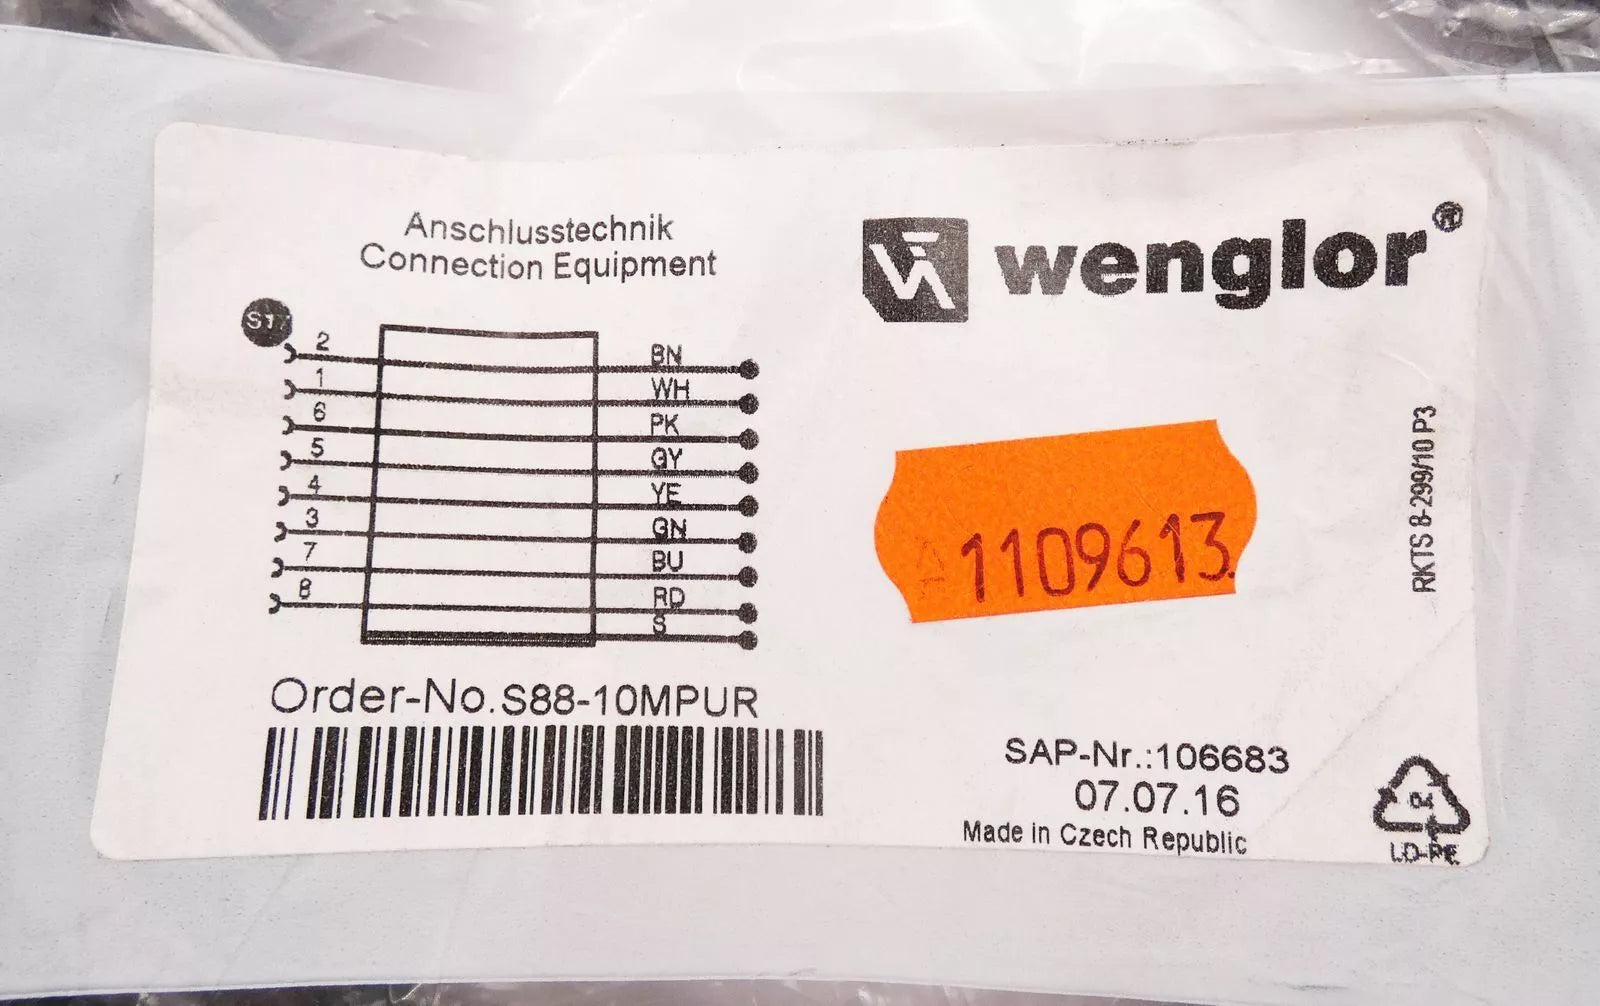 Anschlusstechnik
Connection Equipment
wenglor®
S17
2 BN
1 WH
6 PK
5 GY
4 YE
3 GN
7 BU
8 RD
S
1109613
RKTS 8-299/10 P3
Order-No.S88-10MPUR
SAP-Nr.:106683
07.07.16
Made in Czech Republic
LD-PE